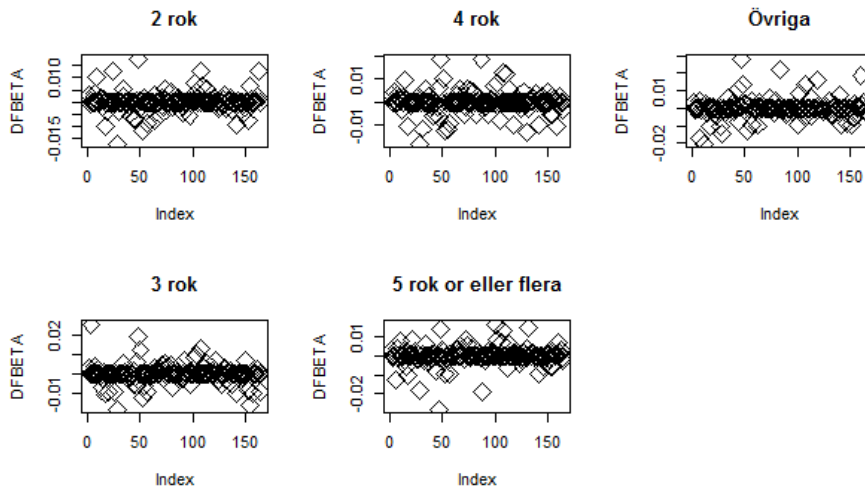 2 rok
DFBETA
0.010
-0.015
0 50 100 150
Index
4 rok
DFBETA
0.01
-0.01
0 50 100 150
Index
Övriga
DFBETA
0.01
-0.02
0 50 100 150
Index
3 rok
DFBETA
0.02
-0.01
0 50 100 150
Index
5 rok or eller flera
DFBETA
0.01
-0.02
0 50 100 150
Index